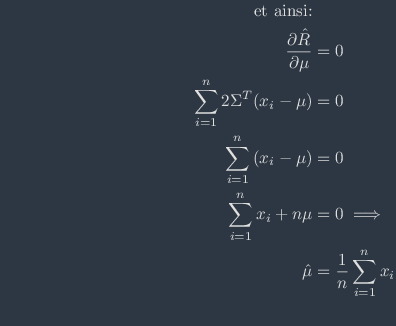 et ainsi:
∂R̂/∂μ = 0
∑_{i=1}^{n} 2Σ^T(x_i − μ) = 0
∑_{i=1}^{n} (x_i − μ) = 0
∑_{i=1}^{n} x_i + nμ = 0 ⟹
μ̂ = 1/n ∑_{i=1}^{n} x_i